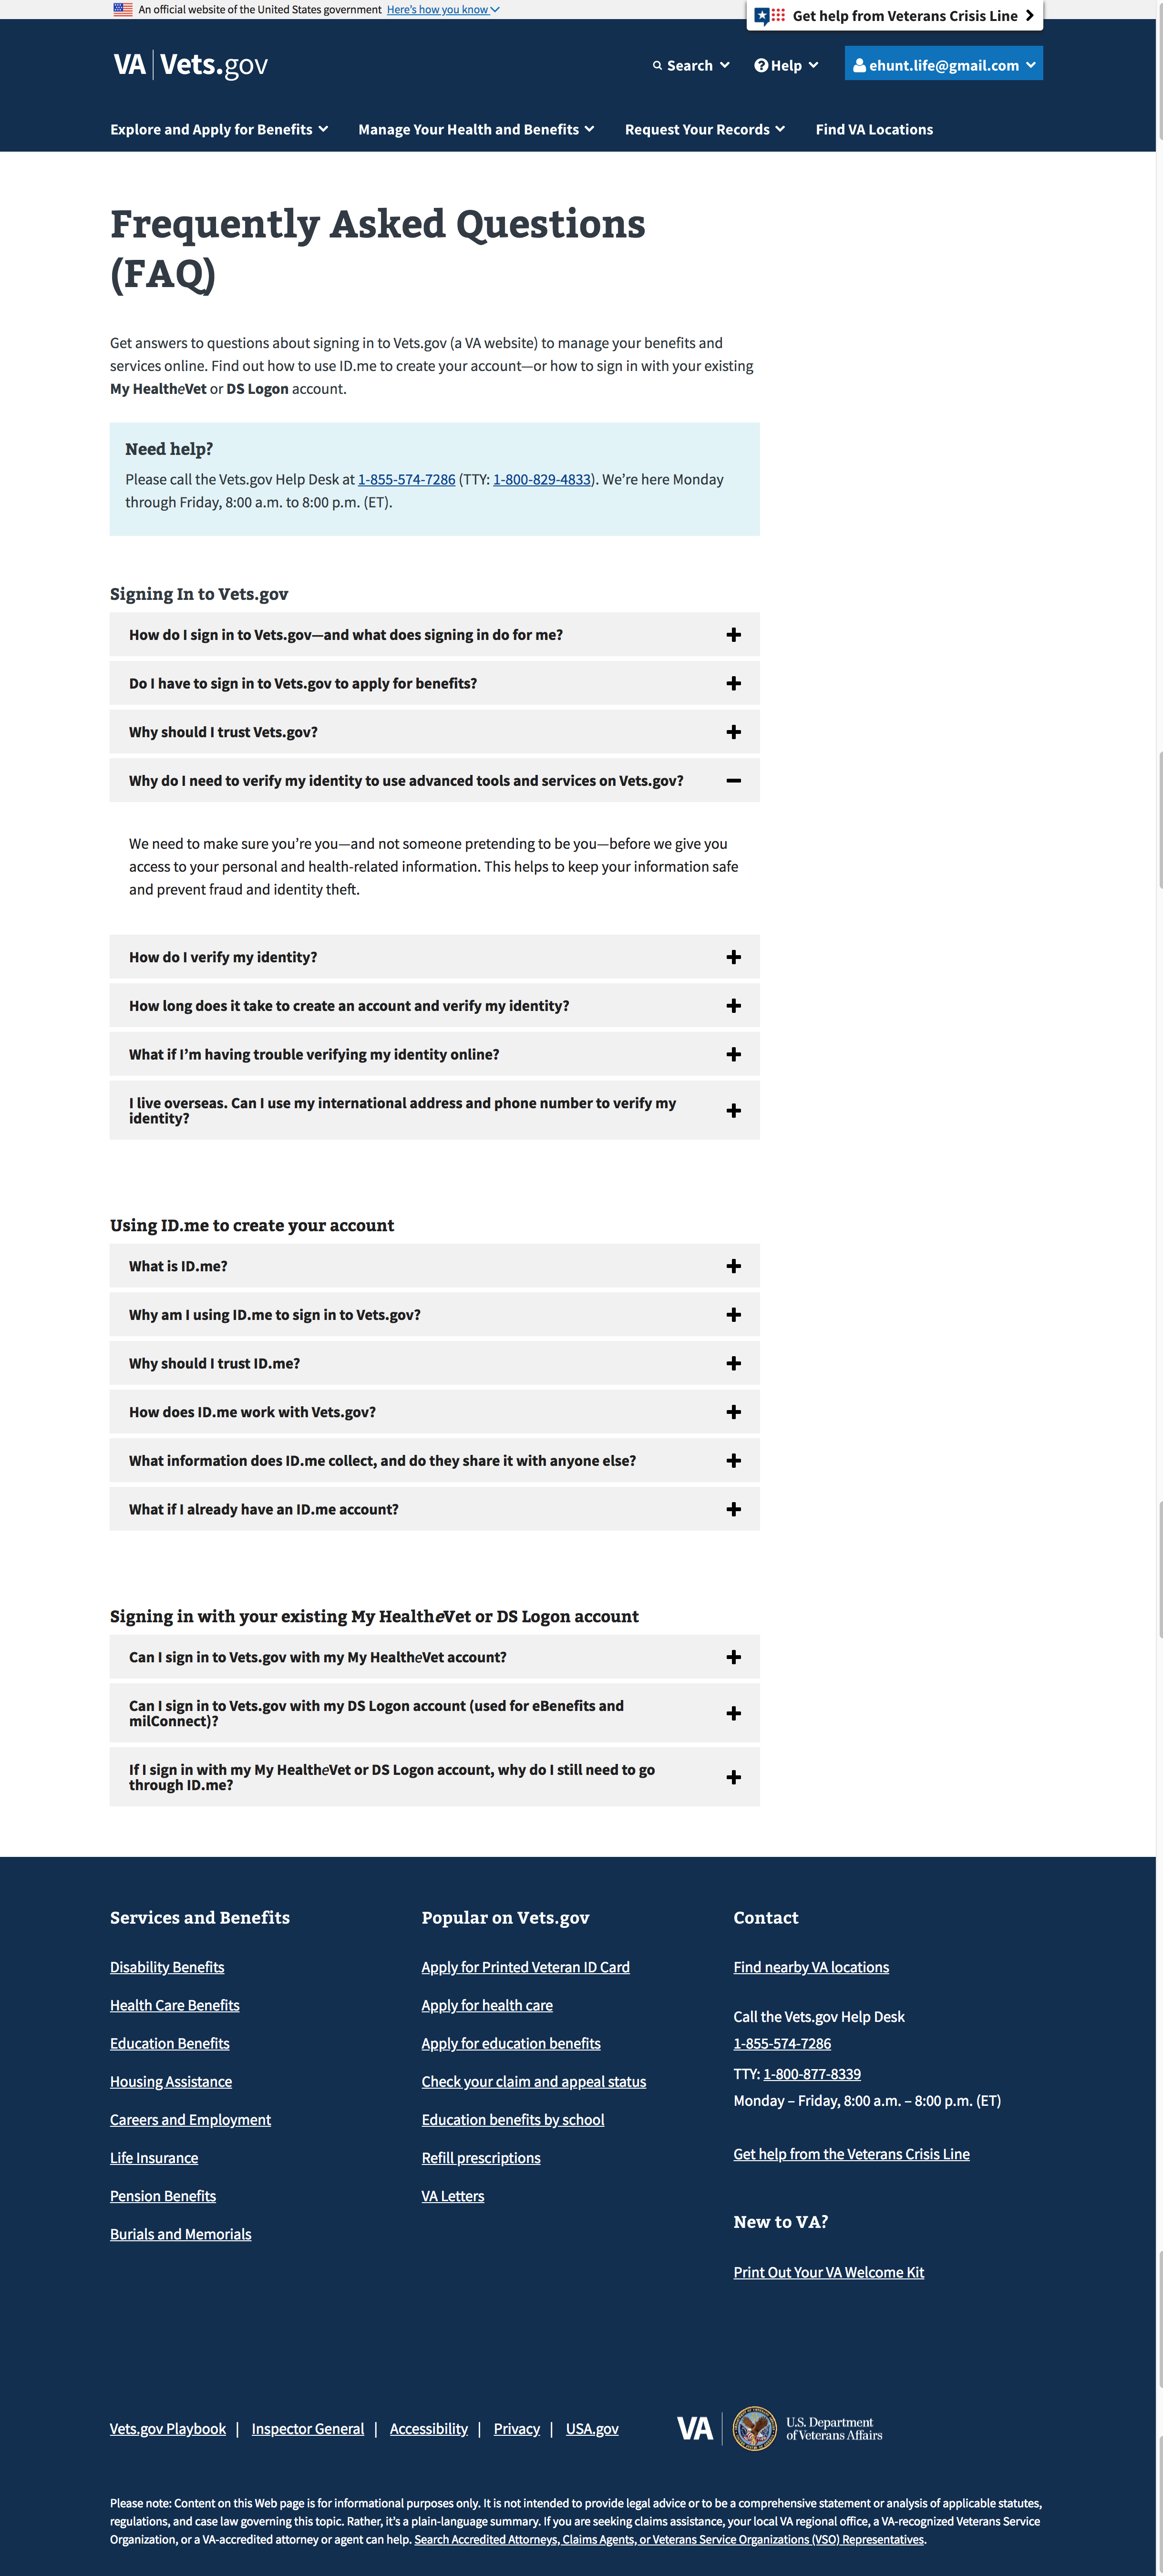 An official website of the United States government Here's how you know
Get help from Veterans Crisis Line
VA | Vets.gov
Search
Help
ehunt.life@gmail.com
Explore and Apply for Benefits
Manage Your Health and Benefits
Request Your Records
Find VA Locations
Frequently Asked Questions
(FAQ)
Get answers to questions about signing in to Vets.gov (a VA website) to manage your benefits and
services online. Find out how to use ID.me to create your account—or how to sign in with your existing
My HealtheVet or DS Logon account.
Need help?
Please call the Vets.gov Help Desk at 1-855-574-7286 (TTY: 1-800-829-4833). We’re here Monday
through Friday, 8:00 a.m. to 8:00 p.m. (ET).
Signing In to Vets.gov
How do I sign in to Vets.gov—and what does signing in do for me?
Do I have to sign in to Vets.gov to apply for benefits?
Why should I trust Vets.gov?
Why do I need to verify my identity to use advanced tools and services on Vets.gov?
We need to make sure you’re you—and not someone pretending to be you—before we give you
access to your personal and health-related information. This helps to keep your information safe
and prevent fraud and identity theft.
How do I verify my identity?
How long does it take to create an account and verify my identity?
What if I’m having trouble verifying my identity online?
I live overseas. Can I use my international address and phone number to verify my
identity?
Using ID.me to create your account
What is ID.me?
Why am I using ID.me to sign in to Vets.gov?
Why should I trust ID.me?
How does ID.me work with Vets.gov?
What information does ID.me collect, and do they share it with anyone else?
What if I already have an ID.me account?
Signing in with your existing My HealtheVet or DS Logon account
Can I sign in to Vets.gov with my My HealtheVet account?
Can I sign in to Vets.gov with my DS Logon account (used for eBenefits and
milConnect)?
If I sign in with my My HealtheVet or DS Logon account, why do I still need to go
through ID.me?
Services and Benefits
Disability Benefits
Health Care Benefits
Education Benefits
Housing Assistance
Careers and Employment
Life Insurance
Pension Benefits
Burials and Memorials
Popular on Vets.gov
Apply for Printed Veteran ID Card
Apply for health care
Apply for education benefits
Check your claim and appeal status
Education benefits by school
Refill prescriptions
VA Letters
Contact
Find nearby VA locations
Call the Vets.gov Help Desk
1-855-574-7286
TTY: 1-800-877-8339
Monday – Friday, 8:00 a.m. – 8:00 p.m. (ET)
Get help from the Veterans Crisis Line
New to VA?
Print Out Your VA Welcome Kit
Vets.gov Playbook | Inspector General | Accessibility | Privacy | USA.gov
VA
U.S. Department
of Veterans Affairs
Please note: Content on this Web page is for informational purposes only. It is not intended to provide legal advice or to be a comprehensive statement or analysis of applicable statutes,
regulations, and case law governing this topic. Rather, it’s a plain-language summary. If you are seeking claims assistance, your local VA regional office, a VA-recognized Veterans Service
Organization, or a VA-accredited attorney or agent can help. Search Accredited Attorneys, Claims Agents, or Veterans Service Organizations (VSO) Representatives.